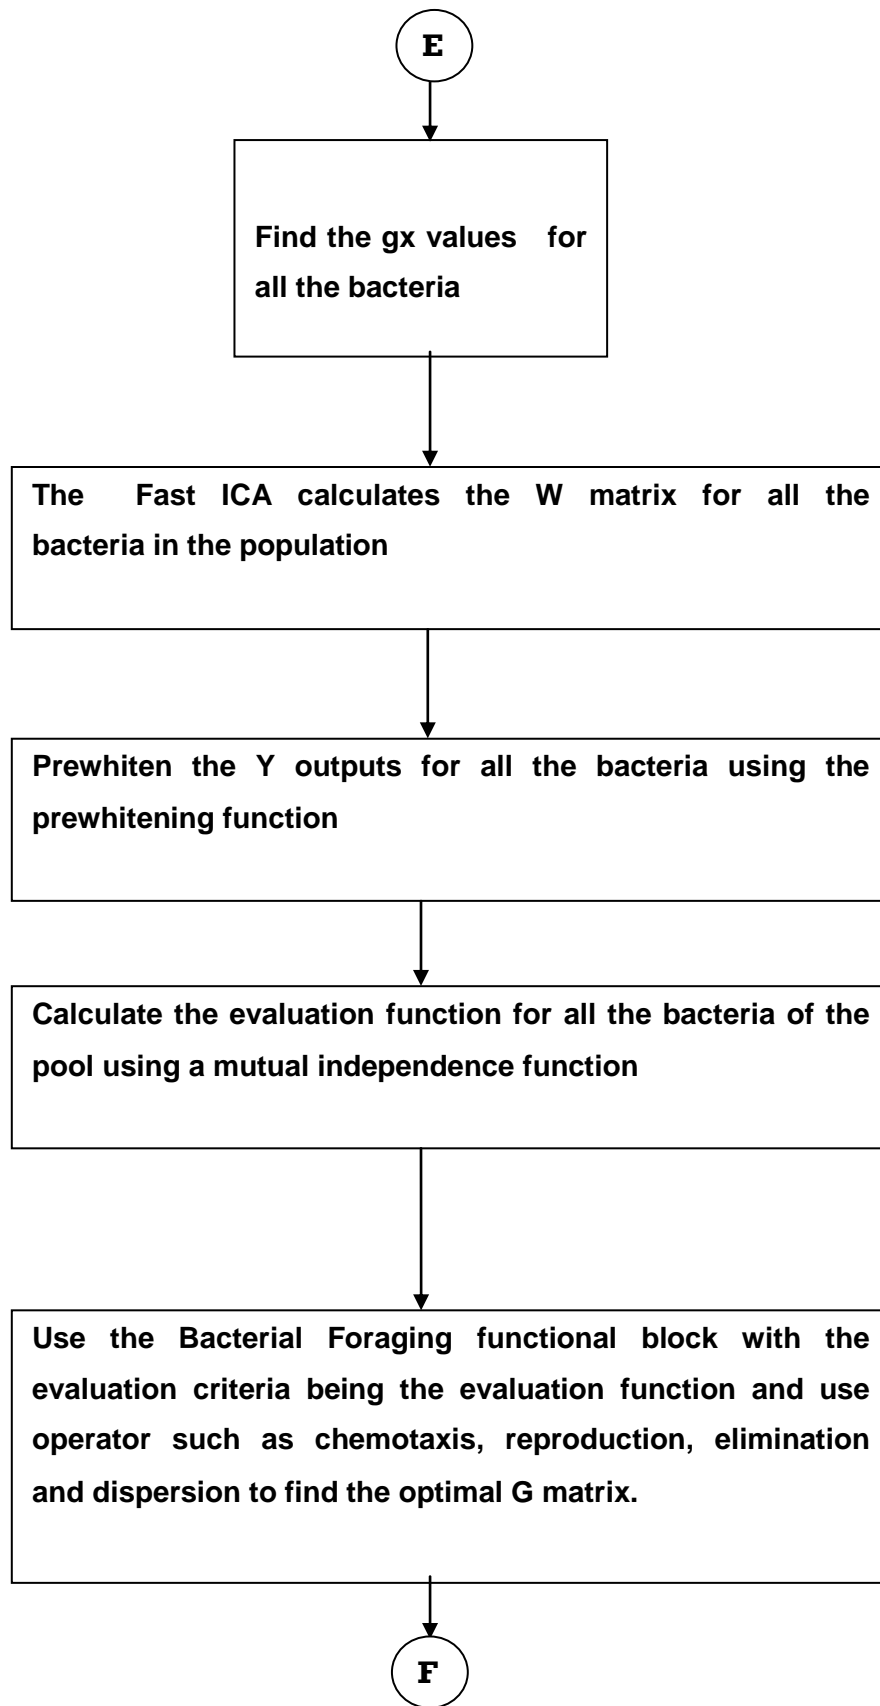 E
Find the gx values for
all the bacteria
The Fast ICA calculates the W matrix for all the
bacteria in the population
Prewhiten the Y outputs for all the bacteria using the
prewhitening function
Calculate the evaluation function for all the bacteria of the
pool using a mutual independence function
Use the Bacterial Foraging functional block with the
evaluation criteria being the evaluation function and use
operator such as chemotaxis, reproduction, elimination
and dispersion to find the optimal G matrix.
F